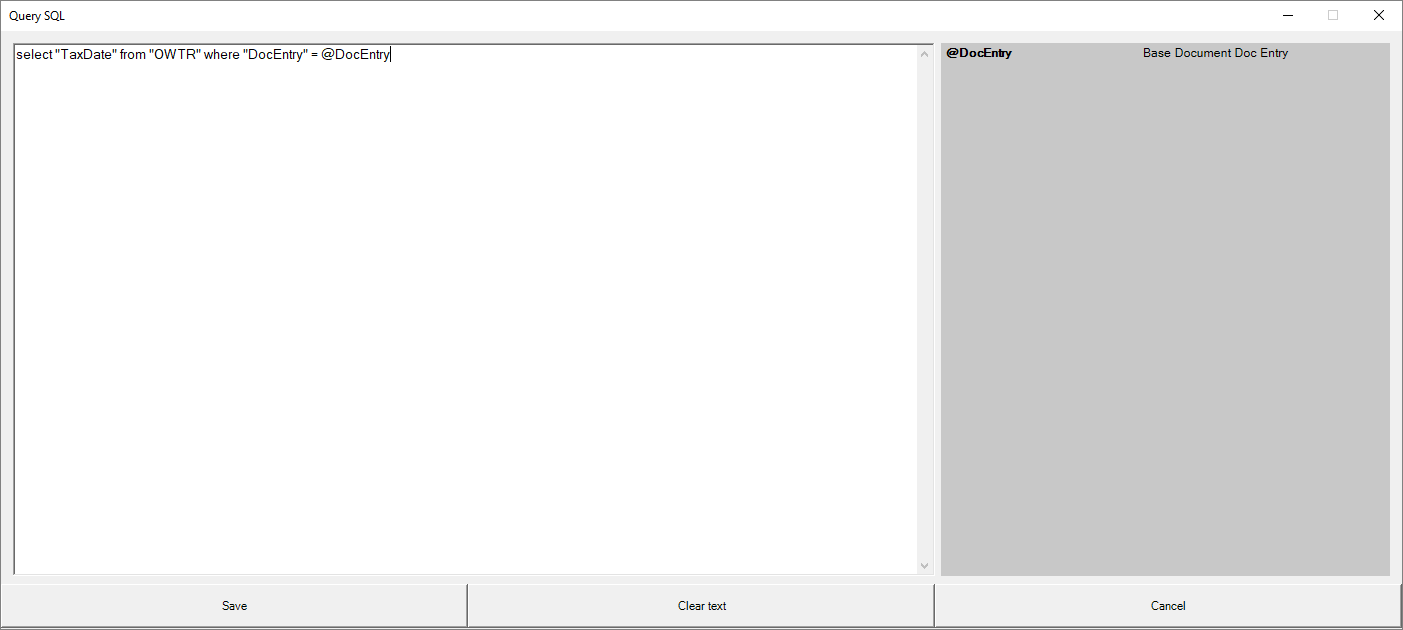 Query SQL
select "TaxDate" from "OWTR" where "DocEntry" = @DocEntry
@DocEntry Base Document Doc Entry
Save Clear text Cancel